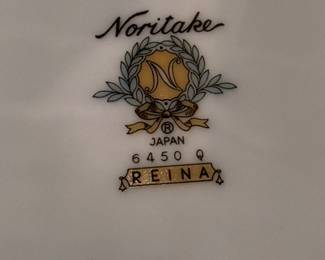 Noritake
N
®
JAPAN
6450 Q
REINA